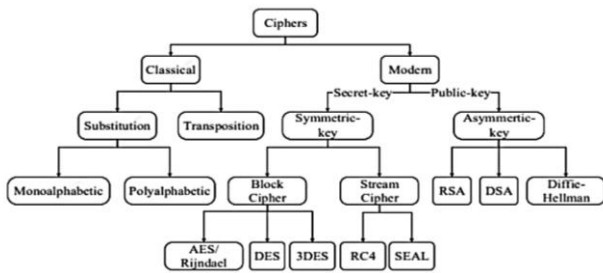 Ciphers
Classical
Modern
Secret-key
Public-key
Substitution
Transposition
Symmetric-
key
Asymmertic-
key
Monoalphabetic
Polyalphabetic
Block
Cipher
Stream
Cipher
RSA
DSA
Diffie-
Hellman
AES/
Rijndael
DES
3DES
RC4
SEAL